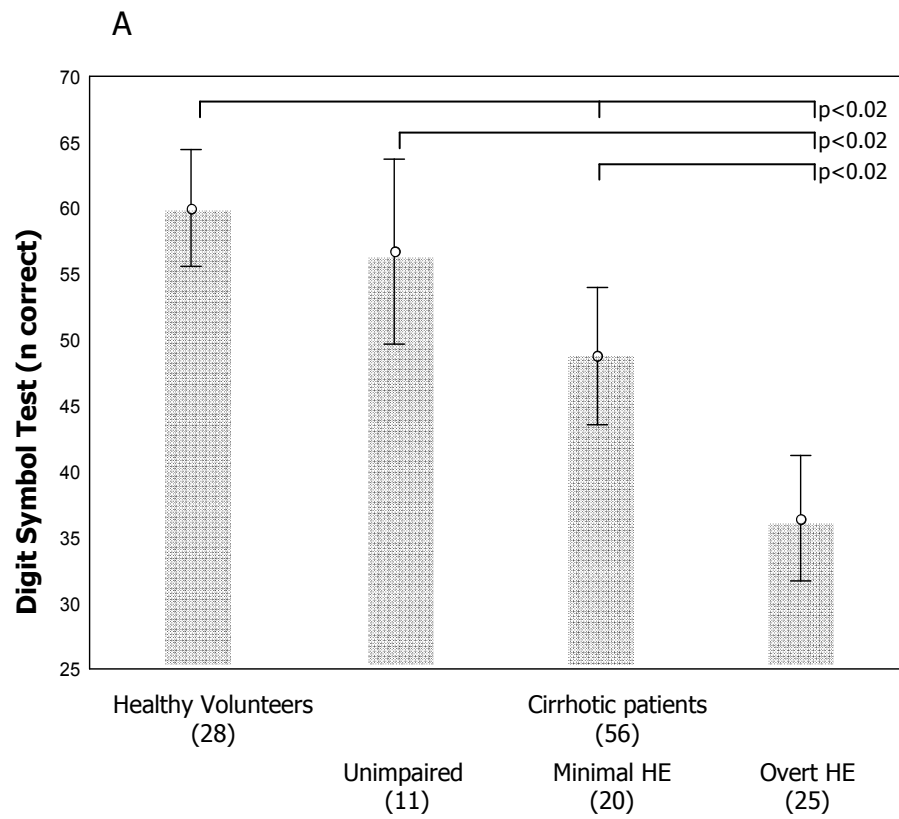 A
70
65
60
55
50
45
40
35
30
25
Digit Symbol Test (n correct)
p<0.02
p<0.02
p<0.02
Healthy Volunteers
(28)
Cirrhotic patients
(56)
Unimpaired
(11)
Minimal HE
(20)
Overt HE
(25)